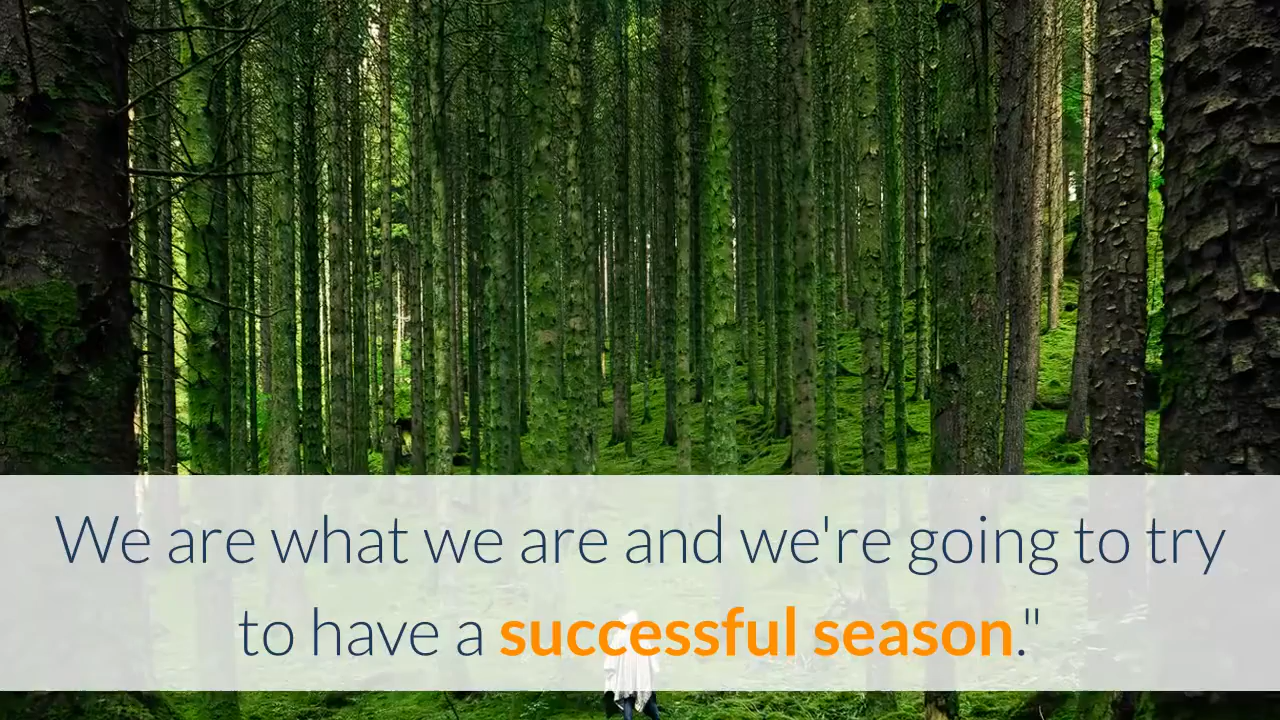 We are what we are and we're going to try
to have a successful season."